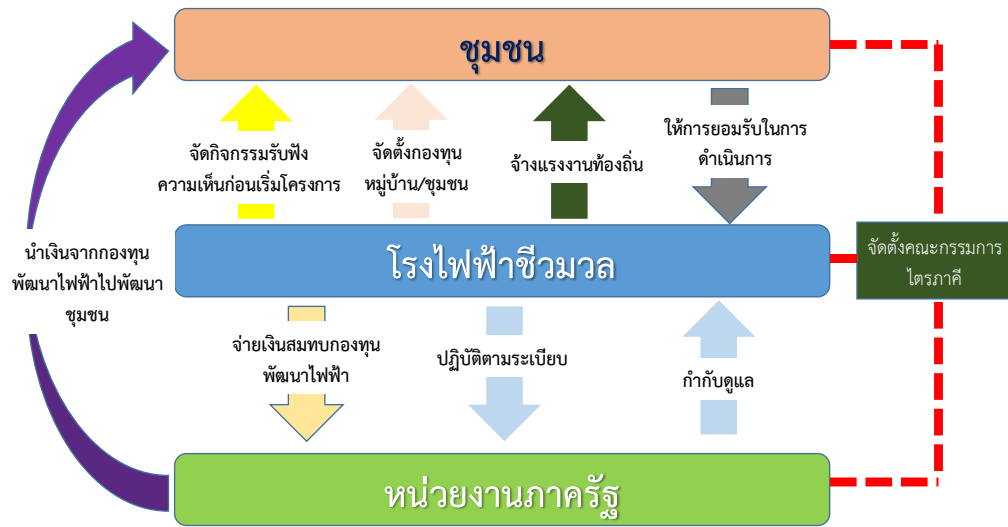 ชุมชน
จัดกิจกรรมรับฟัง
ความเห็นก่อนเริ่มโครงการ
จัดตั้งกองทุน
หมู่บ้าน/ชุมชน
จ้างแรงงานท้องถิ่น
ให้การยอมรับในการ
ดำเนินการ
นำเงินจากกองทุน
พัฒนาไฟฟ้าไปพัฒนา
ชุมชน
โรงไฟฟ้าชีวมวล
จัดตั้งคณะกรรมการ
ไตรภาคี
จ่ายเงินสมทบกองทุน
พัฒนาไฟฟ้า
ปฏิบัติตามระเบียบ
กำกับดูแล
หน่วยงานภาครัฐ